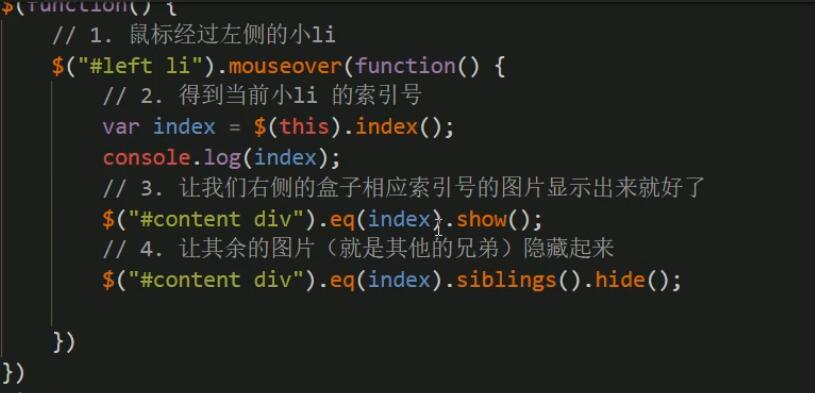 $(function() {
// 1. 鼠标经过左侧的小li
$("#left li").mouseover(function() {
// 2. 得到当前小li 的索引号
var index = $(this).index();
console.log(index);
// 3. 让我们右侧的盒子相应索引号的图片显示出来就好了
$("#content div").eq(index).show();
// 4. 让其余的图片（就是其他的兄弟）隐藏起来
$("#content div").eq(index).siblings().hide();
})
})